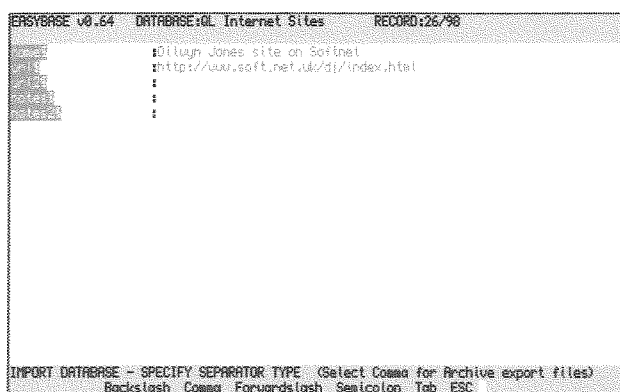 EASYBASE v0.64 DATABASE:QL Internet Sites RECORD:26/98
:Dilwyn Jones site on Softnet
:http://www.soft.net.uk/dj/index.html
:
:
:
IMPORT DATABASE - SPECIFY SEPARATOR TYPE (Select Comma for Archive export files)
Backslash Comma Forwardslash Semicolon Tab ESC